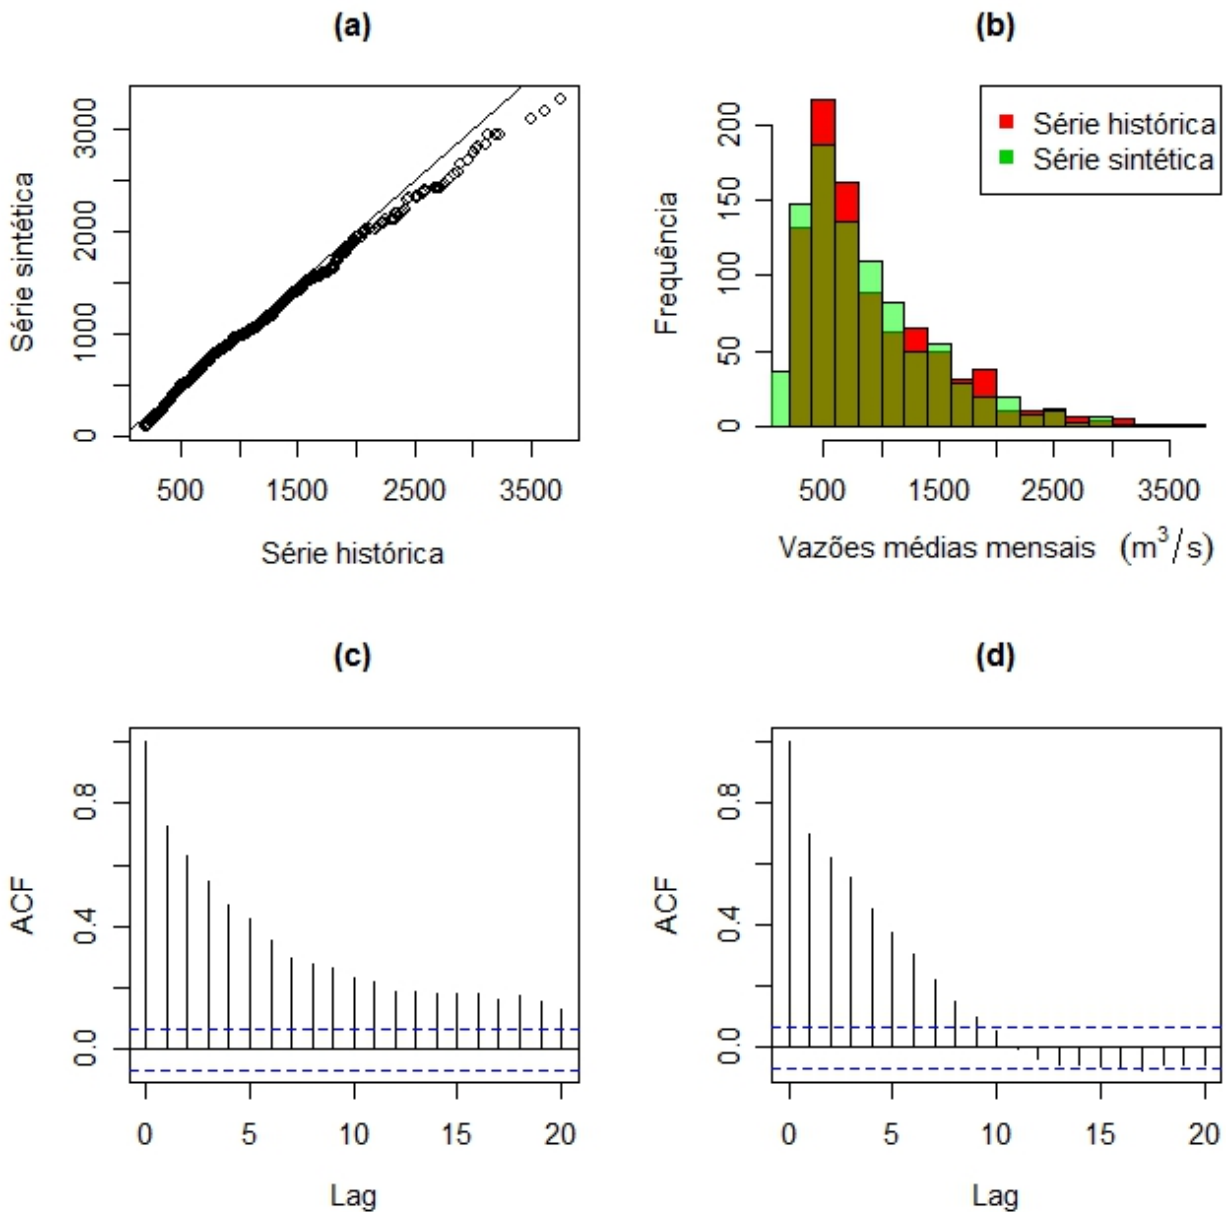 (a)
Série sintética
0
1000
2000
3000
500
1500
2500
3500
Série histórica
(b)
Série histórica
Série sintética
Frequência
0
50
100
150
200
500
1500
2500
3500
Vazões médias mensais (m³/s)
(c)
ACF
0.0
0.4
0.8
0
5
10
15
20
Lag
(d)
ACF
0.0
0.4
0.8
0
5
10
15
20
Lag